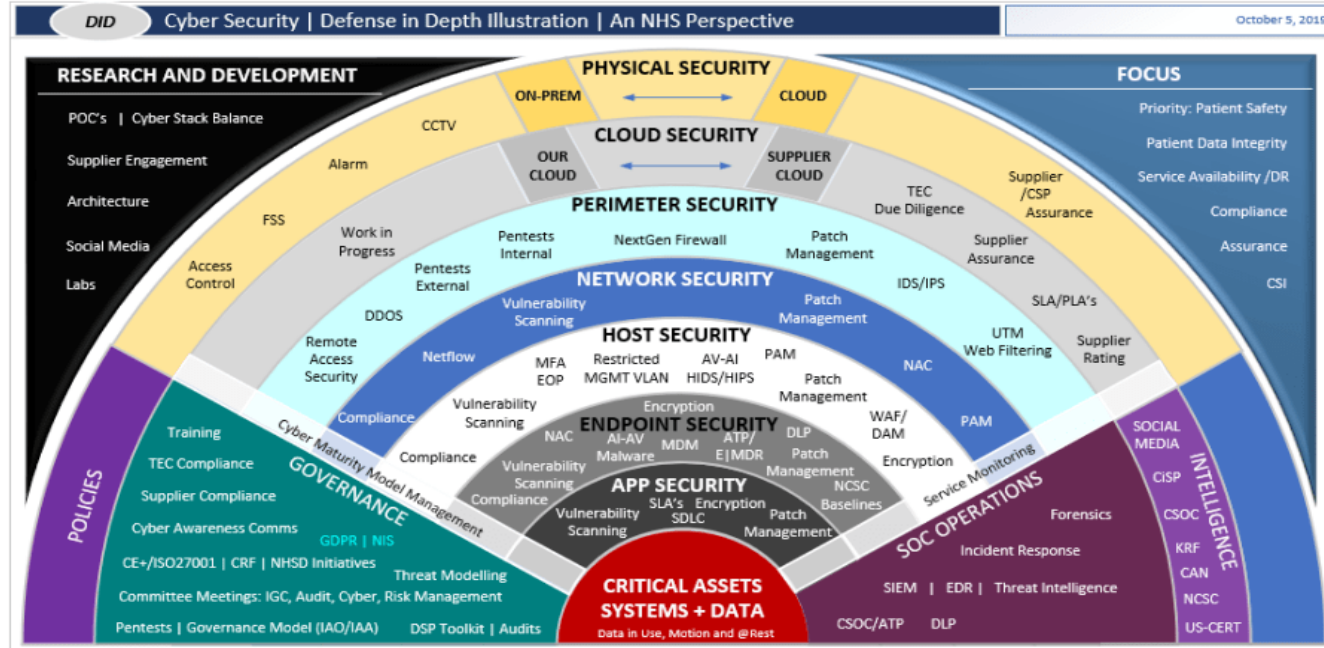 DID
Cyber Security | Defense in Depth Illustration | An NHS Perspective
October 5, 2019
RESEARCH AND DEVELOPMENT
POC's | Cyber Stack Balance
Supplier Engagement
Architecture
Social Media
Labs
FOCUS
Priority: Patient Safety
Patient Data Integrity
Service Availability /DR
Compliance
Assurance
CSI
PHYSICAL SECURITY
ON-PREM
CLOUD
CCTV
Alarm
FSS
Access
Control
Supplier
/CSP
Assurance
CLOUD SECURITY
OUR
CLOUD
SUPPLIER
CLOUD
Work in
Progress
TEC
Due Diligence
Supplier
Assurance
SLA/PLA's
Supplier
Rating
PERIMETER SECURITY
Pentests
Internal
NextGen Firewall
Patch
Management
Pentests
External
IDS/IPS
DDOS
UTM
Web Filtering
Remote
Access
Security
NETWORK SECURITY
Vulnerability
Scanning
Patch
Management
Netflow
NAC
Compliance
PAM
HOST SECURITY
MFA
EOP
Restricted
MGMT VLAN
AV-AI
HIDS/HIPS
PAM
Patch
Management
Vulnerability
Scanning
WAF/
DAM
Compliance
Encryption
Encryption
ENDPOINT SECURITY
NAC
AI-AV
Malware
MDM
ATP/
E|MDR
DLP
Patch
Management
Vulnerability
Scanning
Compliance
NCSC
Baselines
APP SECURITY
Vulnerability
Scanning
SLA's
Encryption
SDLC
Patch
Management
CRITICAL ASSETS
SYSTEMS + DATA
Data in Use, Motion and @Rest
Cyber Maturity Model Management
Service Monitoring
POLICIES
GOVERNANCE
Training
TEC Compliance
Supplier Compliance
Cyber Awareness Comms
GDPR | NIS
CE+/ISO27001 | CRF | NHSD Initiatives
Threat Modelling
Committee Meetings: IGC, Audit, Cyber, Risk Management
Pentests | Governance Model (IAO/IAA)
DSP Toolkit | Audits
SOC OPERATIONS
Forensics
Incident Response
SIEM | EDR | Threat Intelligence
CSOC/ATP
DLP
INTELLIGENCE
SOCIAL
MEDIA
CiSP
CSOC
KRF
CAN
NCSC
US-CERT